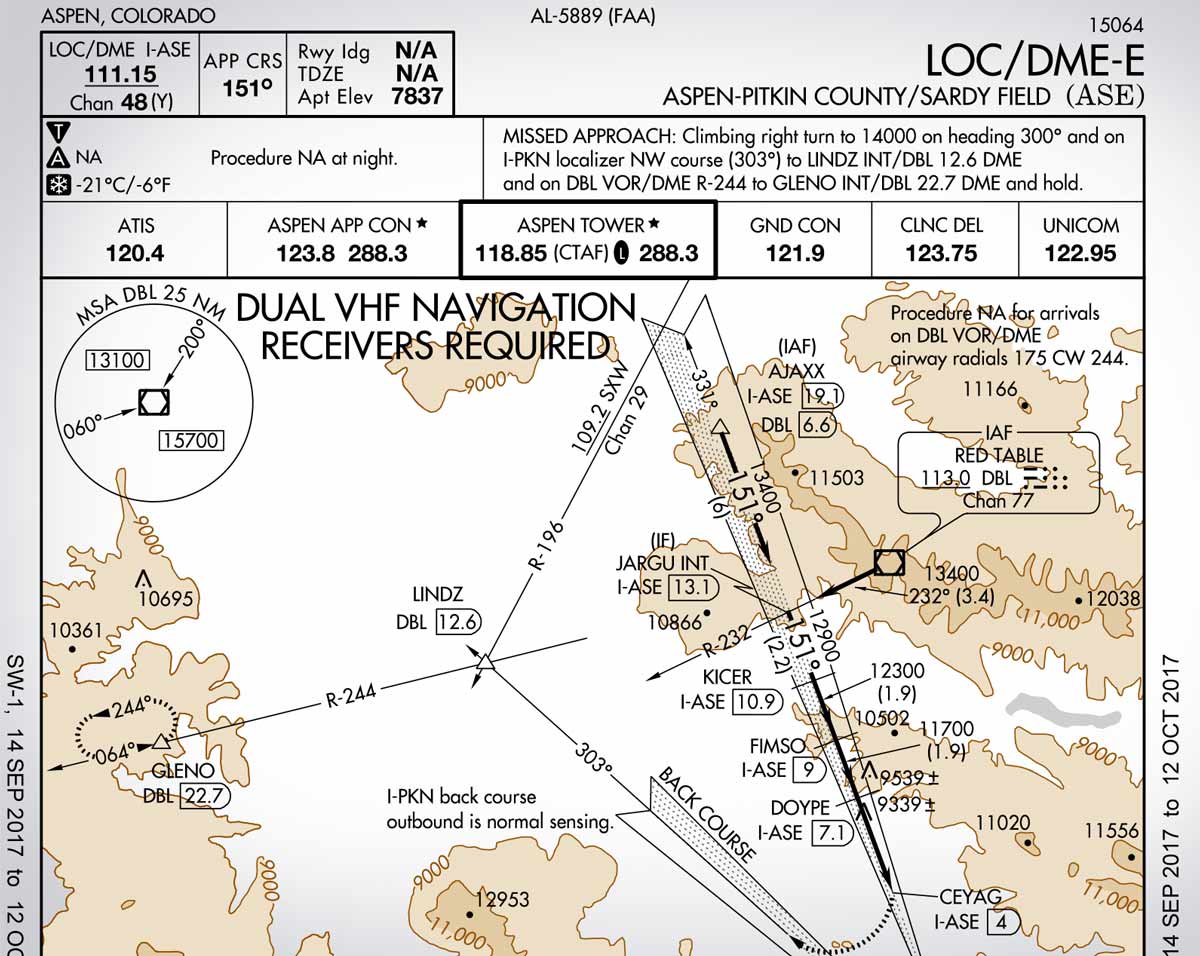 ASPEN, COLORADO
AL-5889 (FAA)
15064
LOC/DME I-ASE
111.15
Chan 48 (Y)
APP CRS
151°
Rwy Idg N/A
TDZE N/A
Apt Elev 7837
LOC/DME-E
ASPEN-PITKIN COUNTY/SARDY FIELD (ASE)
T
A NA
-21°C/-6°F
Procedure NA at night.
MISSED APPROACH: Climbing right turn to 14000 on heading 300° and on
I-PKN localizer NW course (303°) to LINDZ INT/DBL 12.6 DME
and on DBL VOR/DME R-244 to GLENO INT/DBL 22.7 DME and hold.
ATIS
120.4
ASPEN APP CON ★
123.8 288.3
ASPEN TOWER ★
118.85 (CTAF) L 288.3
GND CON
121.9
CLNC DEL
123.75
UNICOM
122.95
MSA DBL 25 NM
13100
200°
060°
15700
DUAL VHF NAVIGATION
RECEIVERS REQUIRED
9000
109.2 SXW
Chan 29
331°
(IAF)
AJAXX
I-ASE 19.1
DBL 6.6
Procedure NA for arrivals
on DBL VOR/DME
airway radials 175 CW 244.
11166
IAF
RED TABLE
113.0 DBL
Chan 77
13400
151°
(6)
11503
9000
10695
R-196
(IF)
JARGU INT
I-ASE 13.1
13400
232° (3.4)
12038
11,000
LINDZ
DBL 12.6
10866
R-232
12900
151°
(2.2)
9000
10361
R-244
KICER
I-ASE 10.9
12300
(1.9)
244°
064°
10502
11700
(1.9)
9000
GLENO
DBL 22.7
303°
FIMSO
I-ASE 9
9539±
9339±
I-PKN back course
outbound is normal sensing.
BACK COURSE
DOYPE
I-ASE 7.1
11020
11556
11,000
9000
9000
12953
11,000
CEYAG
I-ASE 4
SW-1, 14 SEP 2017 to 12 OC
14 SEP 2017 to 12 OCT 2017